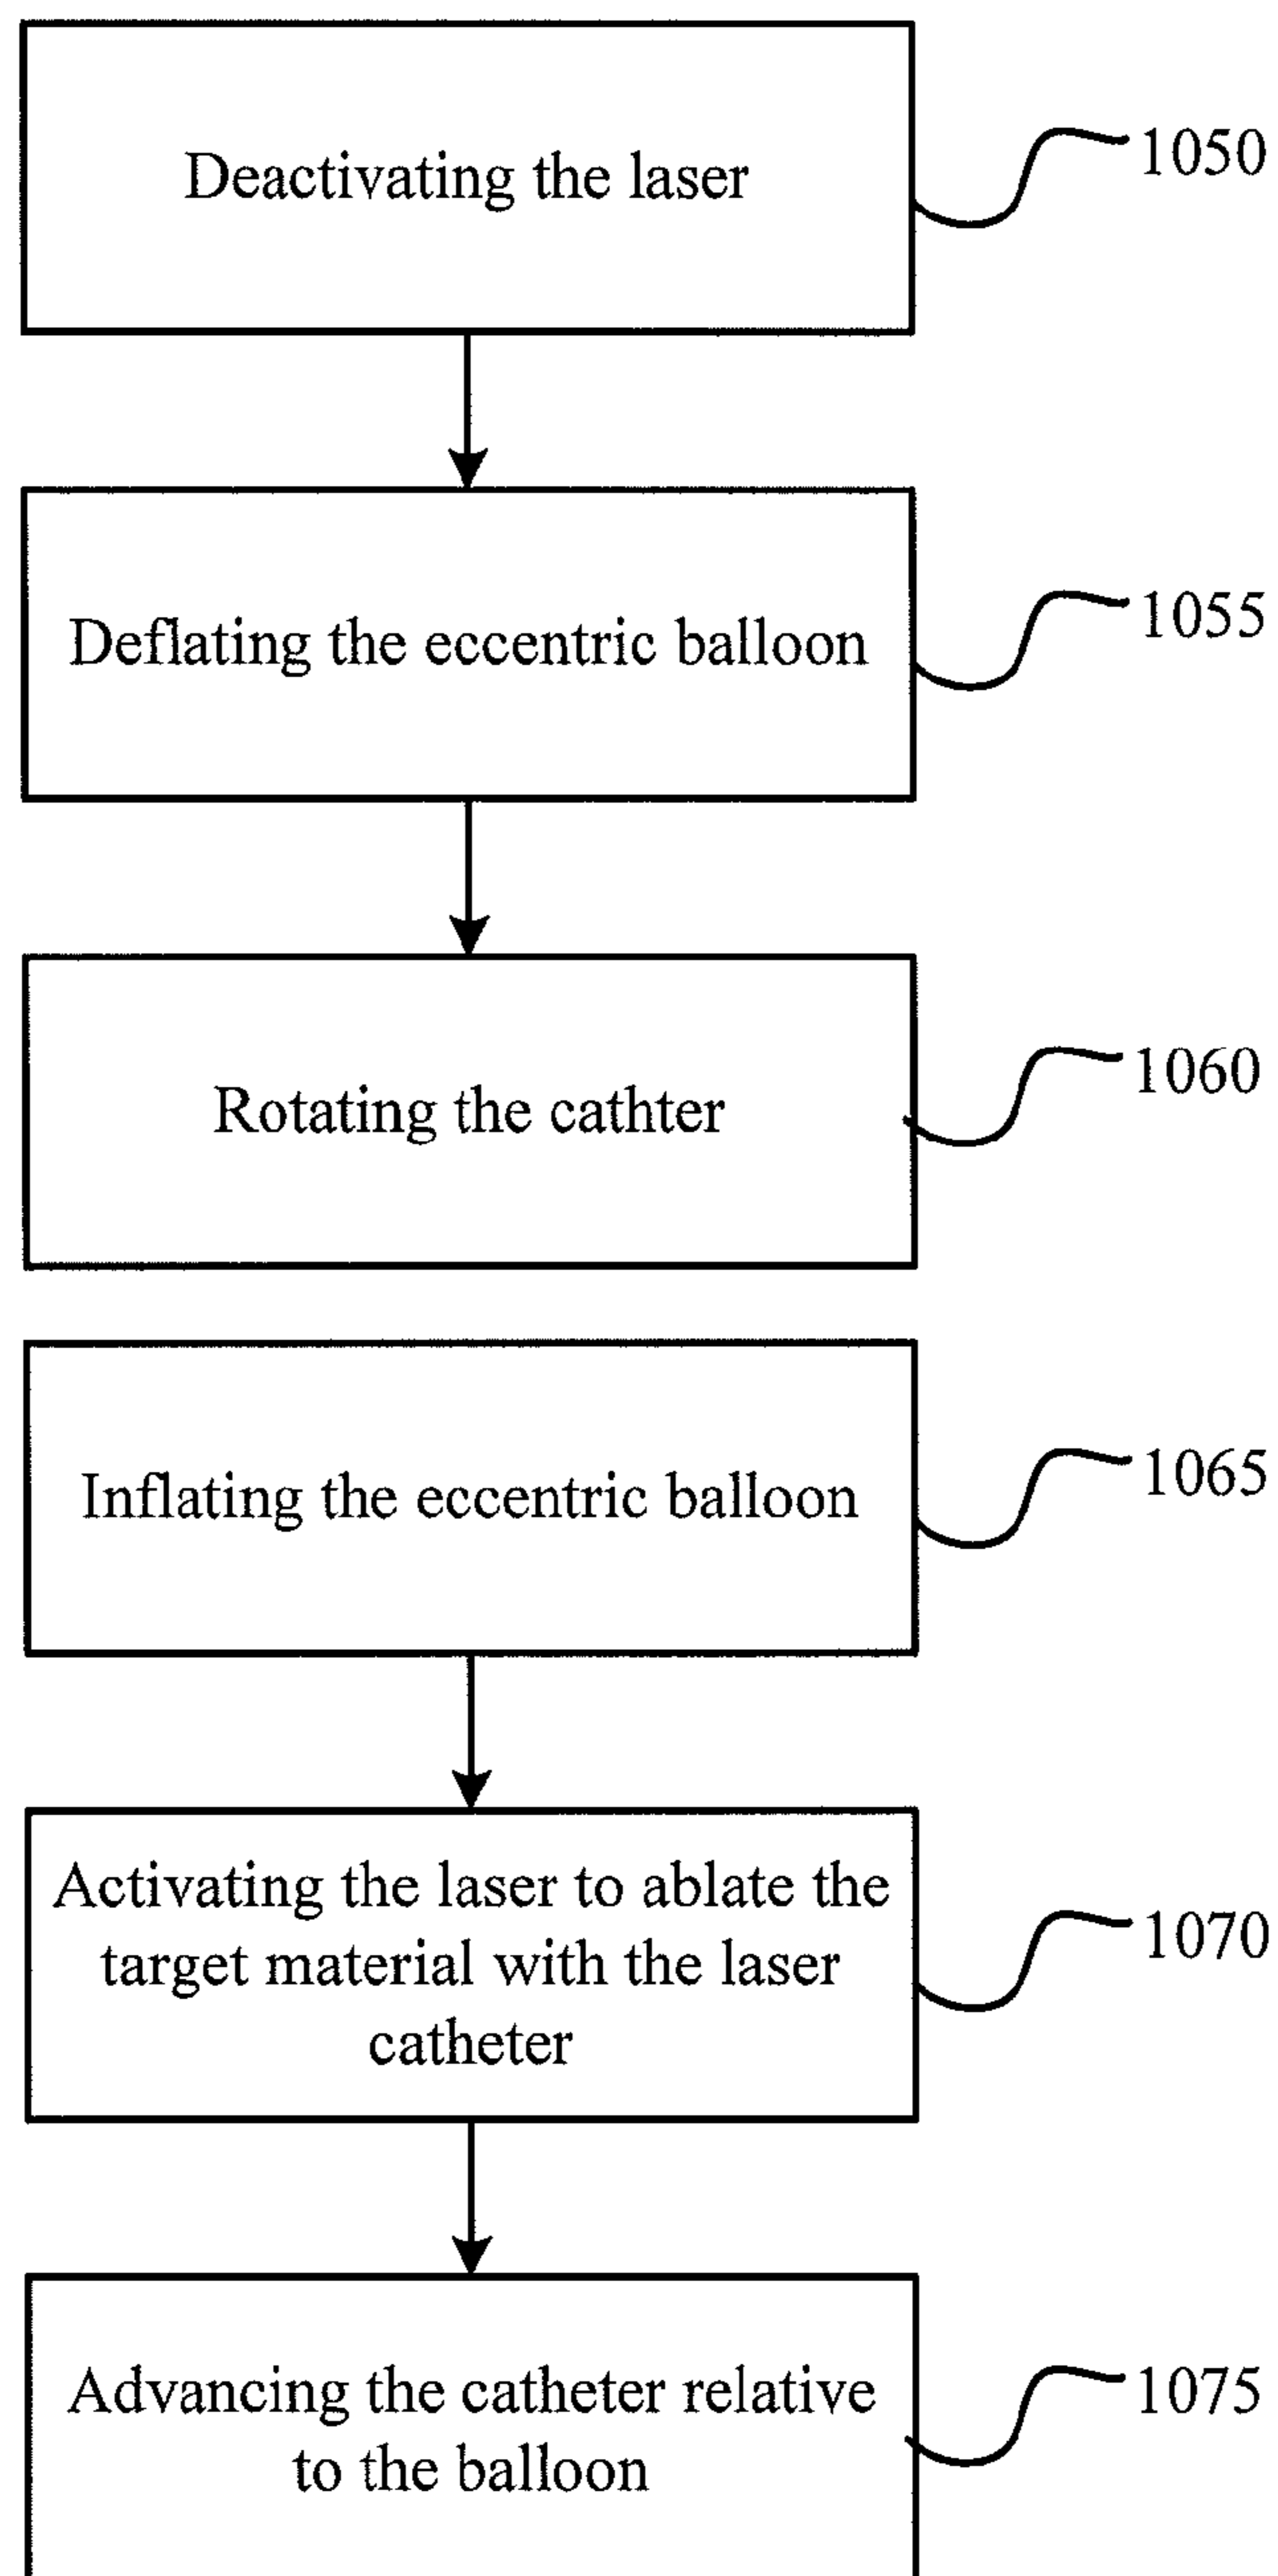 Deactivating the laser
1050
Deflating the eccentric balloon
1055
Rotating the cathter
1060
Inflating the eccentric balloon
1065
Activating the laser to ablate the
target material with the laser
catheter
1070
Advancing the catheter relative
to the balloon
1075